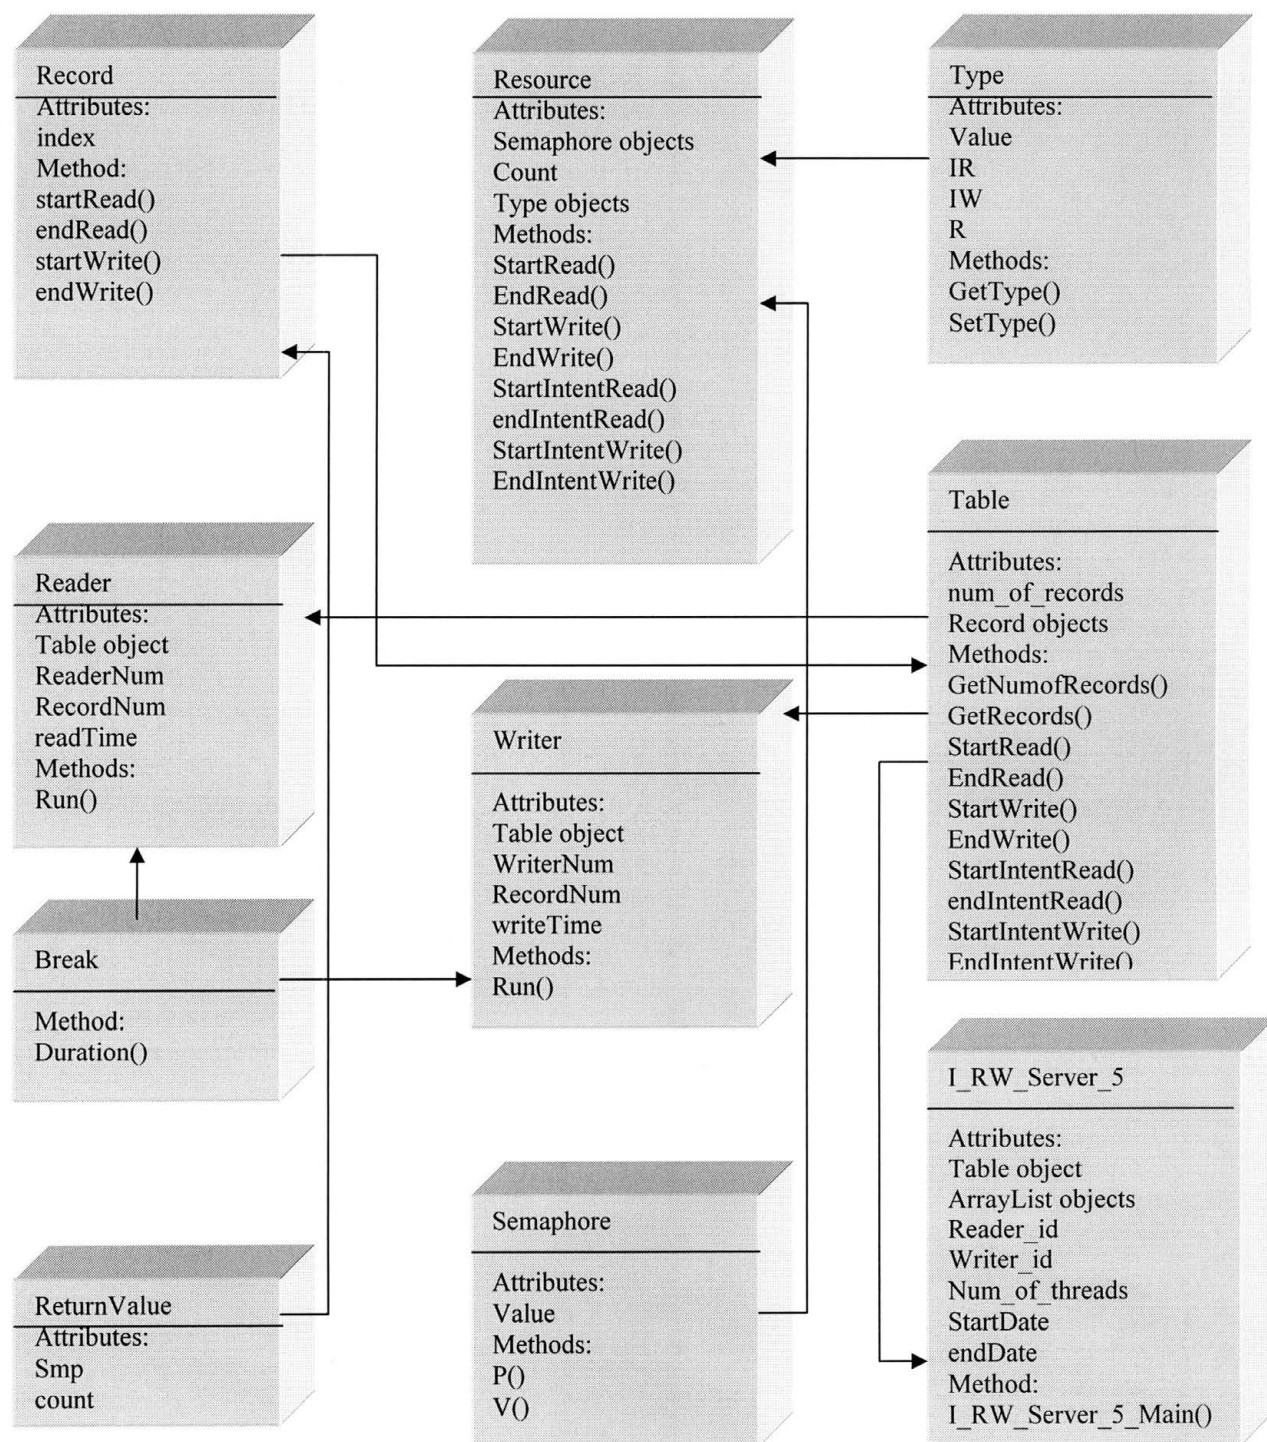 Record
Attributes:
index
Method:
startRead()
endRead()
startWrite()
endWrite()
Resource
Attributes:
Semaphore objects
Count
Type objects
Methods:
StartRead()
EndRead()
StartWrite()
EndWrite()
StartIntentRead()
endIntentRead()
StartIntentWrite()
EndIntentWrite()
Type
Attributes:
Value
IR
IW
R
Methods:
GetType()
SetType()
Reader
Attributes:
Table object
ReaderNum
RecordNum
readTime
Methods:
Run()
Writer
Attributes:
Table object
WriterNum
RecordNum
writeTime
Methods:
Run()
Table
Attributes:
num_of_records
Record objects
Methods:
GetNumofRecords()
GetRecords()
StartRead()
EndRead()
StartWrite()
EndWrite()
StartIntentRead()
endIntentRead()
StartIntentWrite()
EndIntentWrite()
Break
Method:
Duration()
ReturnValue
Attributes:
Smp
count
Semaphore
Attributes:
Value
Methods:
P()
V()
I_RW_Server_5
Attributes:
Table object
ArrayList objects
Reader_id
Writer_id
Num_of_threads
StartDate
endDate
Method:
I_RW_Server_5_Main()